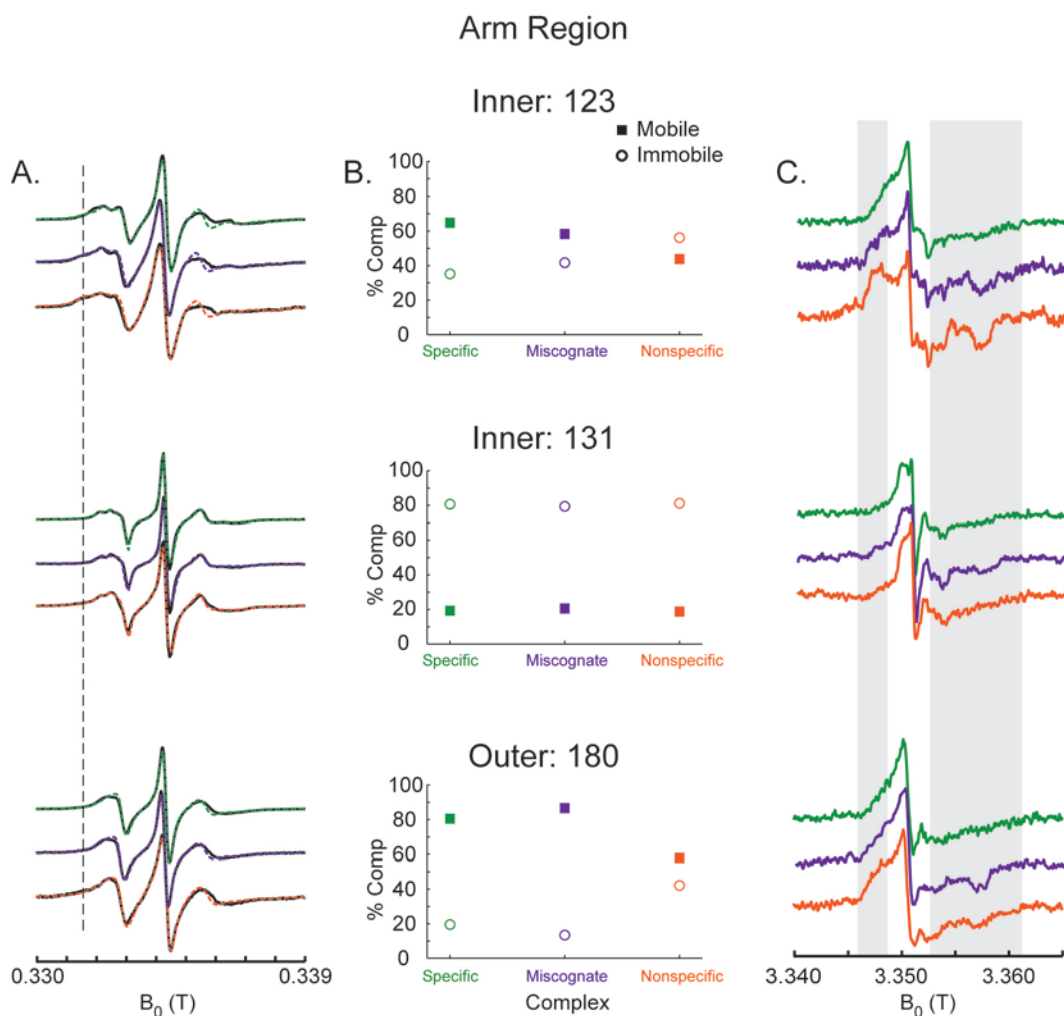 Arm Region
Inner: 123
■ Mobile
○ Immobile
A.
B.
C.
100
80
60
40
20
0
% Comp
Specific Miscognate Nonspecific
Inner: 131
100
80
60
40
20
0
% Comp
Specific Miscognate Nonspecific
Outer: 180
100
80
60
40
20
0
% Comp
Specific Miscognate Nonspecific
Complex
0.330 0.339
B₀ (T)
3.340 3.350 3.360
B₀ (T)